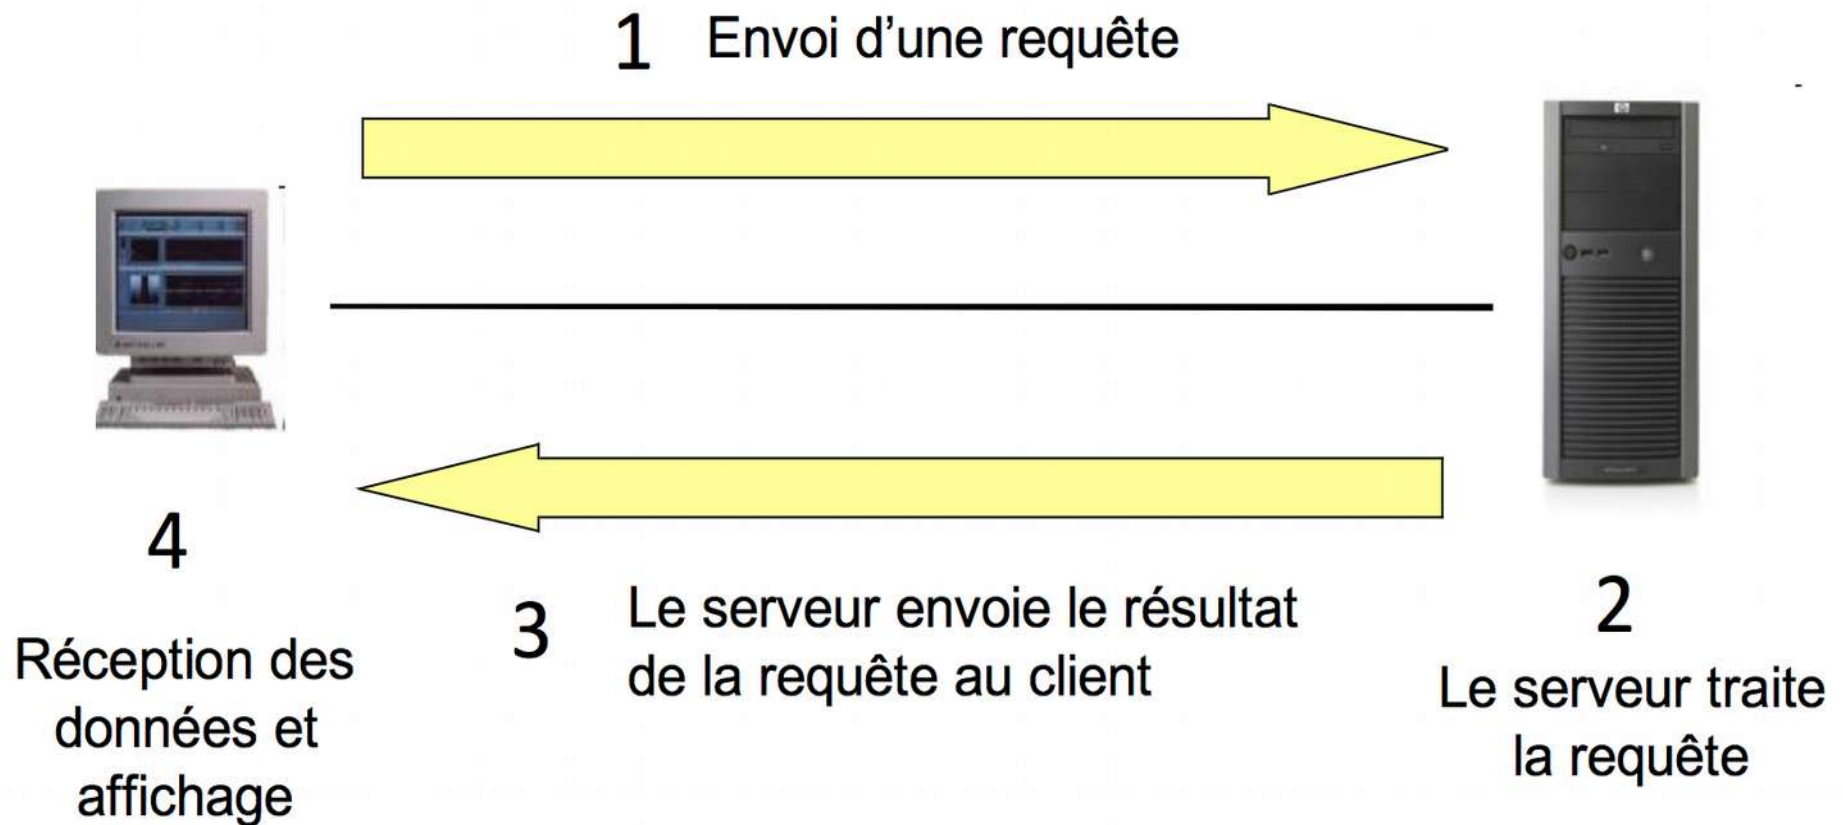 1 Envoi d'une requête
4
Réception des
données et
affichage
3 Le serveur envoie le résultat
de la requête au client
2
Le serveur traite
la requête